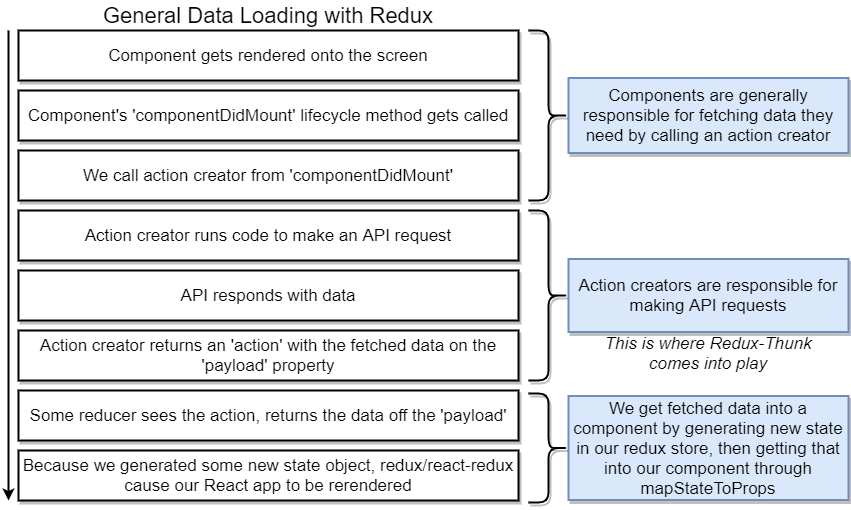 General Data Loading with Redux
Component gets rendered onto the screen
Component's 'componentDidMount' lifecycle method gets called
We call action creator from 'componentDidMount'
Components are generally
responsible for fetching data they
need by calling an action creator
Action creator runs code to make an API request
API responds with data
Action creator returns an 'action' with the fetched data on the
'payload' property
Action creators are responsible for
making API requests
This is where Redux-Thunk
comes into play
Some reducer sees the action, returns the data off the 'payload'
Because we generated some new state object, redux/react-redux
cause our React app to be rerendered
We get fetched data into a
component by generating new state
in our redux store, then getting that
into our component through
mapStateToProps